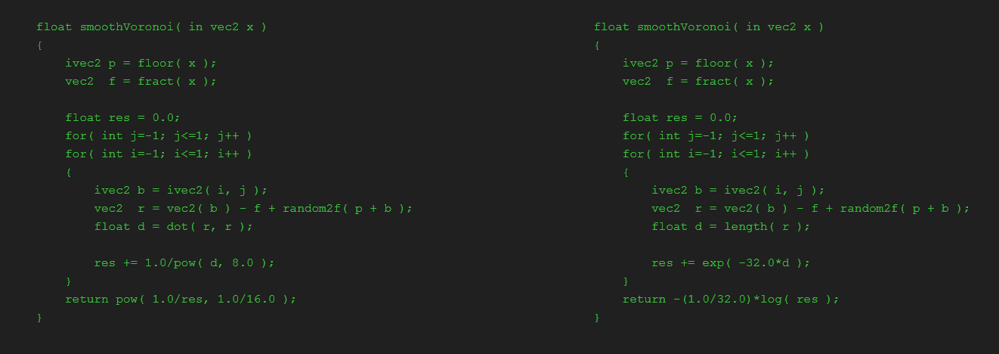 float smoothVoronoi( in vec2 x )
{
    ivec2 p = floor( x );
    vec2  f = fract( x );

    float res = 0.0;
    for( int j=-1; j<=1; j++ )
    for( int i=-1; i<=1; i++ )
    {
        ivec2 b = ivec2( i, j );
        vec2  r = vec2( b ) - f + random2f( p + b );
        float d = dot( r, r );

        res += 1.0/pow( d, 8.0 );
    }
    return pow( 1.0/res, 1.0/16.0 );
}
float smoothVoronoi( in vec2 x )
{
    ivec2 p = floor( x );
    vec2  f = fract( x );

    float res = 0.0;
    for( int j=-1; j<=1; j++ )
    for( int i=-1; i<=1; i++ )
    {
        ivec2 b = ivec2( i, j );
        vec2  r = vec2( b ) - f + random2f( p + b );
        float d = length( r );

        res += exp( -32.0*d );
    }
    return -(1.0/32.0)*log( res );
}